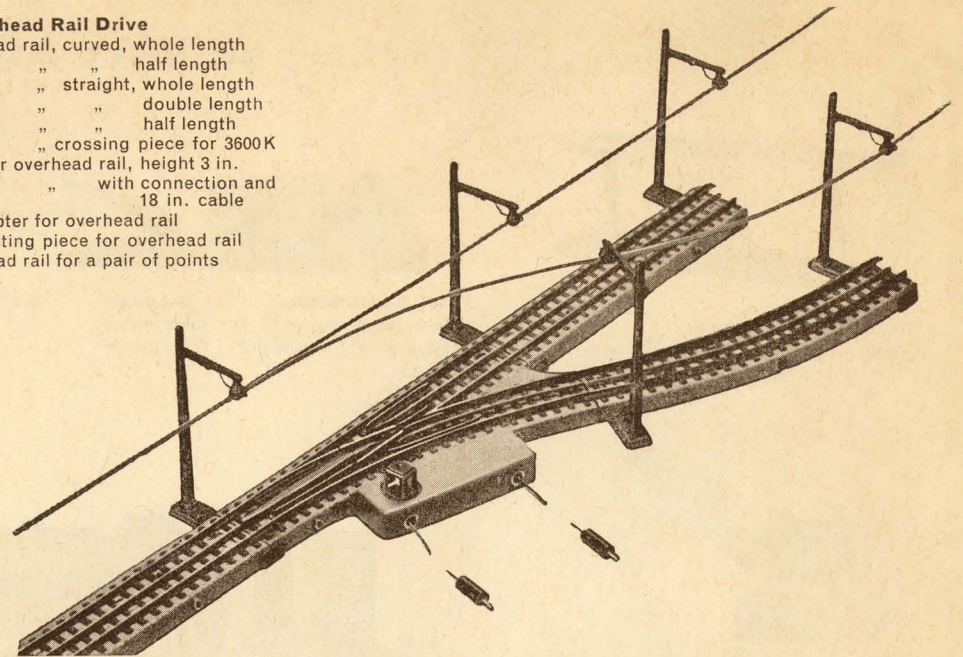 head Rail Drive
ad rail, curved, whole length
„ „ half length
„ straight, whole length
„ „ double length
„ „ half length
„ crossing piece for 3600 K
r overhead rail, height 3 in.
„ with connection and
18 in. cable
pter for overhead rail
ting piece for overhead rail
ad rail for a pair of points